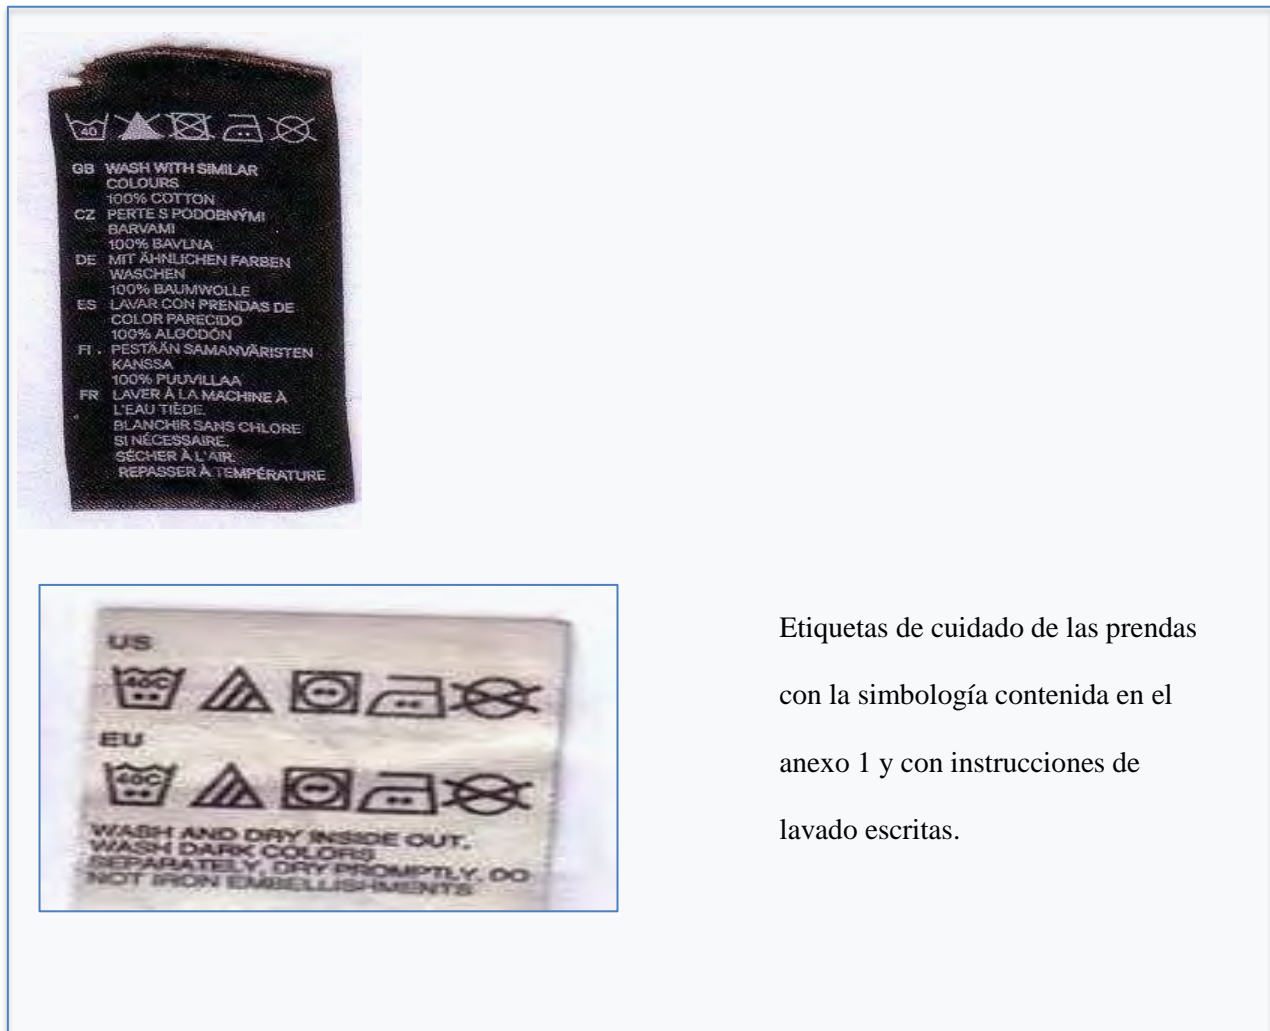 40
GB WASH WITH SIMILAR
COLOURS
100% COTTON
CZ PERTE S PODOBNÝMI
BARVAMI
100% BAVLNA
DE MIT ÄHNLICHEN FARBEN
WASCHEN
100% BAUMWOLLE
ES LAVAR CON PRENDAS DE
COLOR PARECIDO
100% ALGODÓN
FI. PESTÄÄN SAMANVÄRISTEN
KANSSA
100% PUUVILLAA
FR LAVER À LA MACHINE À
L'EAU TIÈDE.
BLANCHIR SANS CHLORE
SI NÉCESSAIRE.
SÉCHER À L'AIR.
REPASSER À TEMPÉRATURE
US
40C
EU
40C
WASH AND DRY INSIDE OUT.
WASH DARK COLORS
SEPARATELY, DRY PROMPTLY. DO
NOT IRON EMBELLISHMENTS
Etiquetas de cuidado de las prendas
con la simbología contenida en el
anexo 1 y con instrucciones de
lavado escritas.